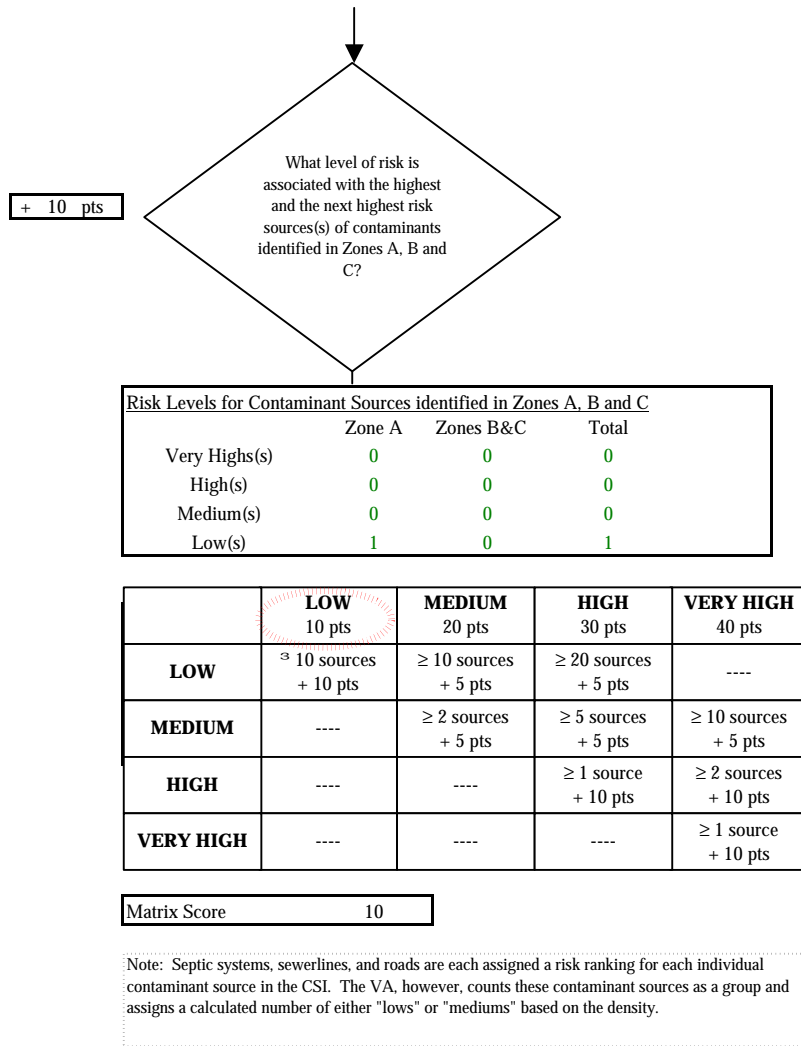 What level of risk is
associated with the highest
and the next highest risk
sources(s) of contaminants
identified in Zones A, B and
C?
+ 10 pts
Risk Levels for Contaminant Sources identified in Zones A, B and C
Zone A Zones B&C Total
Very Highs(s) 0 0 0
High(s) 0 0 0
Medium(s) 0 0 0
Low(s) 1 0 1
LOW MEDIUM HIGH VERY HIGH
10 pts 20 pts 30 pts 40 pts
LOW ³ 10 sources ≥ 10 sources ≥ 20 sources ----
+ 10 pts + 5 pts + 5 pts
MEDIUM ---- ≥ 2 sources ≥ 5 sources ≥ 10 sources
+ 5 pts + 5 pts + 5 pts
HIGH ---- ---- ≥ 1 source ≥ 2 sources
+ 10 pts + 10 pts
VERY HIGH ---- ---- ---- ≥ 1 source
+ 10 pts
Matrix Score 10
Note: Septic systems, sewerlines, and roads are each assigned a risk ranking for each individual
contaminant source in the CSI. The VA, however, counts these contaminant sources as a group and
assigns a calculated number of either "lows" or "mediums" based on the density.